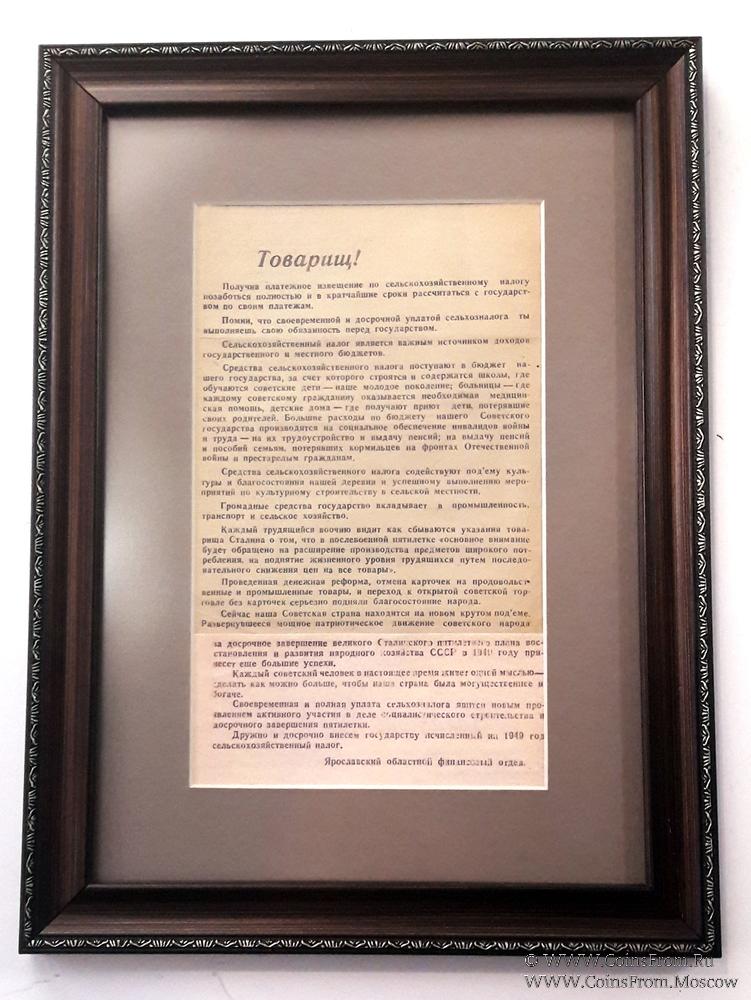 Товарищ!
Получив платежное извещение по сельскохозяйственному налогу
позаботься полностью и в кратчайшие сроки рассчитаться с государст-
вом по своим платежам.
Помни, что своевременной и досрочной уплатой сельхозналога ты
выполняешь свою обязанность перед государством.
Сельскохозяйственный налог является важным источником доходов
государственного и местного бюджетов.
Средства сельскохозяйственного налога поступают в бюджет на-
шего государства, за счет которого строятся и содержатся школы, где
обучаются советские дети — наше молодое поколение; больницы — где
каждому советскому гражданину оказывается необходимая медицин-
ская помощь, детские дома — где получают приют дети, потерявшие
своих родителей. Большие расходы по бюджету нашего Советского
государства производятся на социальное обеспечение инвалидов войны
и труда — на их трудоустройство и выдачу пенсий; на выдачу пенсий
и пособий семьям, потерявших кормильцев на фронтах Отечественной
войны и престарелым гражданам.
Средства сельскохозяйственного налога содействуют под'ему куль-
туры и благосостояния нашей деревни и успешному выполнению меро-
приятий по культурному строительству в сельской местности.
Громадные средства государство вкладывает в промышленность,
транспорт и сельское хозяйство.
Каждый трудящийся воочию видит как сбываются указания това-
рища Сталина о том, что в послевоенной пятилетке «основное внимание
будет обращено на расширение производства предметов широкого пот-
ребления, на поднятие жизненного уровня трудящихся путем последо-
вательного снижения цен на все товары».
Проведенная денежная реформа, отмена карточек на продовольст-
венные и промышленные товары, и переход к открытой советской тор-
говле без карточек серьезно подняли благосостояние народа.
Сейчас наша Советская страна находится на новом крутом под'еме.
Развернувшееся мощное патриотическое движение советского народа
за досрочное завершение великого Сталинского пятилетнего плана вос-
становления и развития народного хозяйства СССР в 1949 году при-
несет еще большие успехи.
Каждый советский человек в настоящее время живет одной мыслью—
сделать как можно больше, чтобы наша страна была могущественнее и
богаче.
Своевременная и полная уплата сельхозналога явится новым про-
явлением активного участия в деле социалистического строительства и
досрочного завершения пятилетки.
Дружно и досрочно внесем государству исчисленный на 1949 год
сельскохозяйственный налог.
Ярославский областной финансовый отдел.
© WWW.CoinsFrom.Ru
WWW.CoinsFrom.Moscow